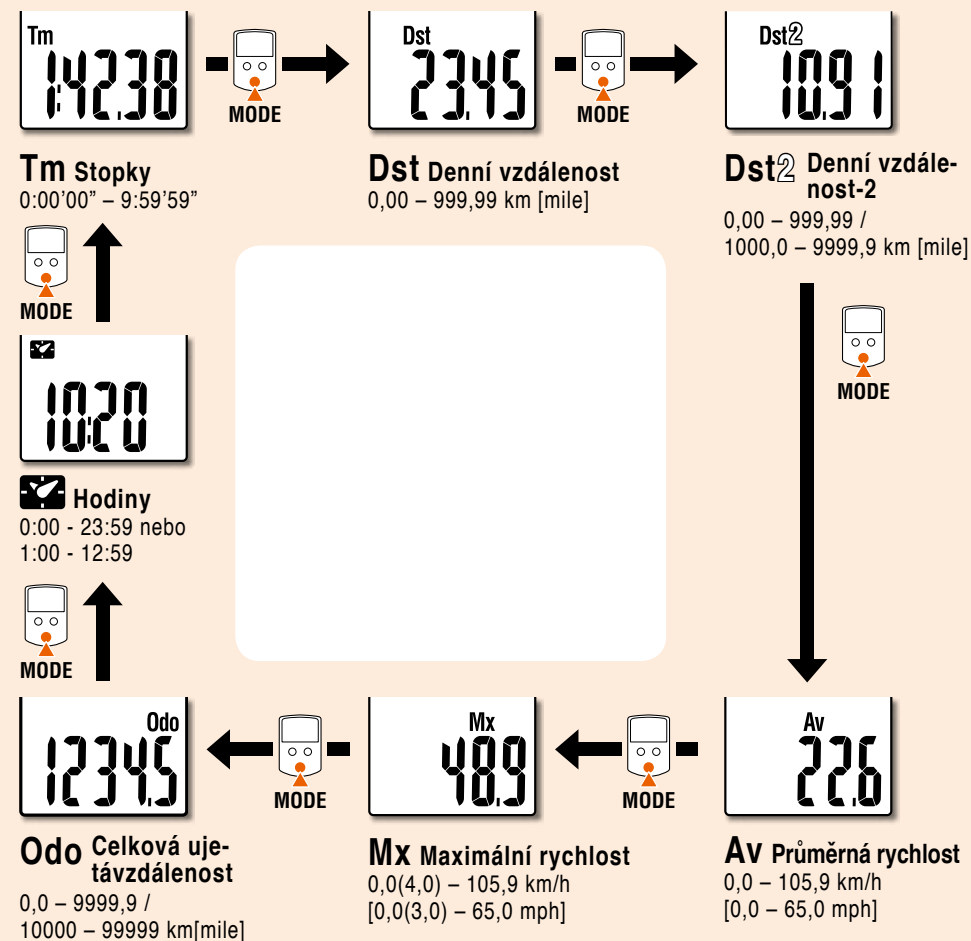 Tm
1:42.38
MODE
Dst
23.45
MODE
Dst2
10.91
Tm Stopky
0:00’00” – 9:59’59”
Dst Denní vzdálenost
0,00 – 999,99 km [mile]
Dst2 Denní vzdále-
nost-2
0,00 – 999,99 /
1000,0 – 9999,9 km [mile]
MODE
MODE
10:20
Hodiny
0:00 - 23:59 nebo
1:00 - 12:59
MODE
Odo
1234.5
MODE
Mx
48.9
MODE
Av
22.6
Odo Celková uje-
távzdálenost
0,0 – 9999,9 /
10000 – 99999 km[mile]
Mx Maximální rychlost
0,0(4,0) – 105,9 km/h
[0,0(3,0) – 65,0 mph]
Av Průměrná rychlost
0,0 – 105,9 km/h
[0,0 – 65,0 mph]